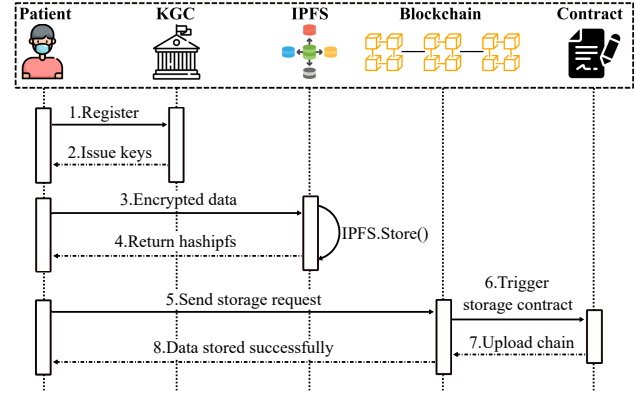 Patient
KGC
IPFS
Blockchain
Contract
1.Register
2.Issue keys
3.Encrypted data
IPFS.Store()
4.Return hashipfs
5.Send storage request
6.Trigger
storage contract
7.Upload chain
8.Data stored successfully